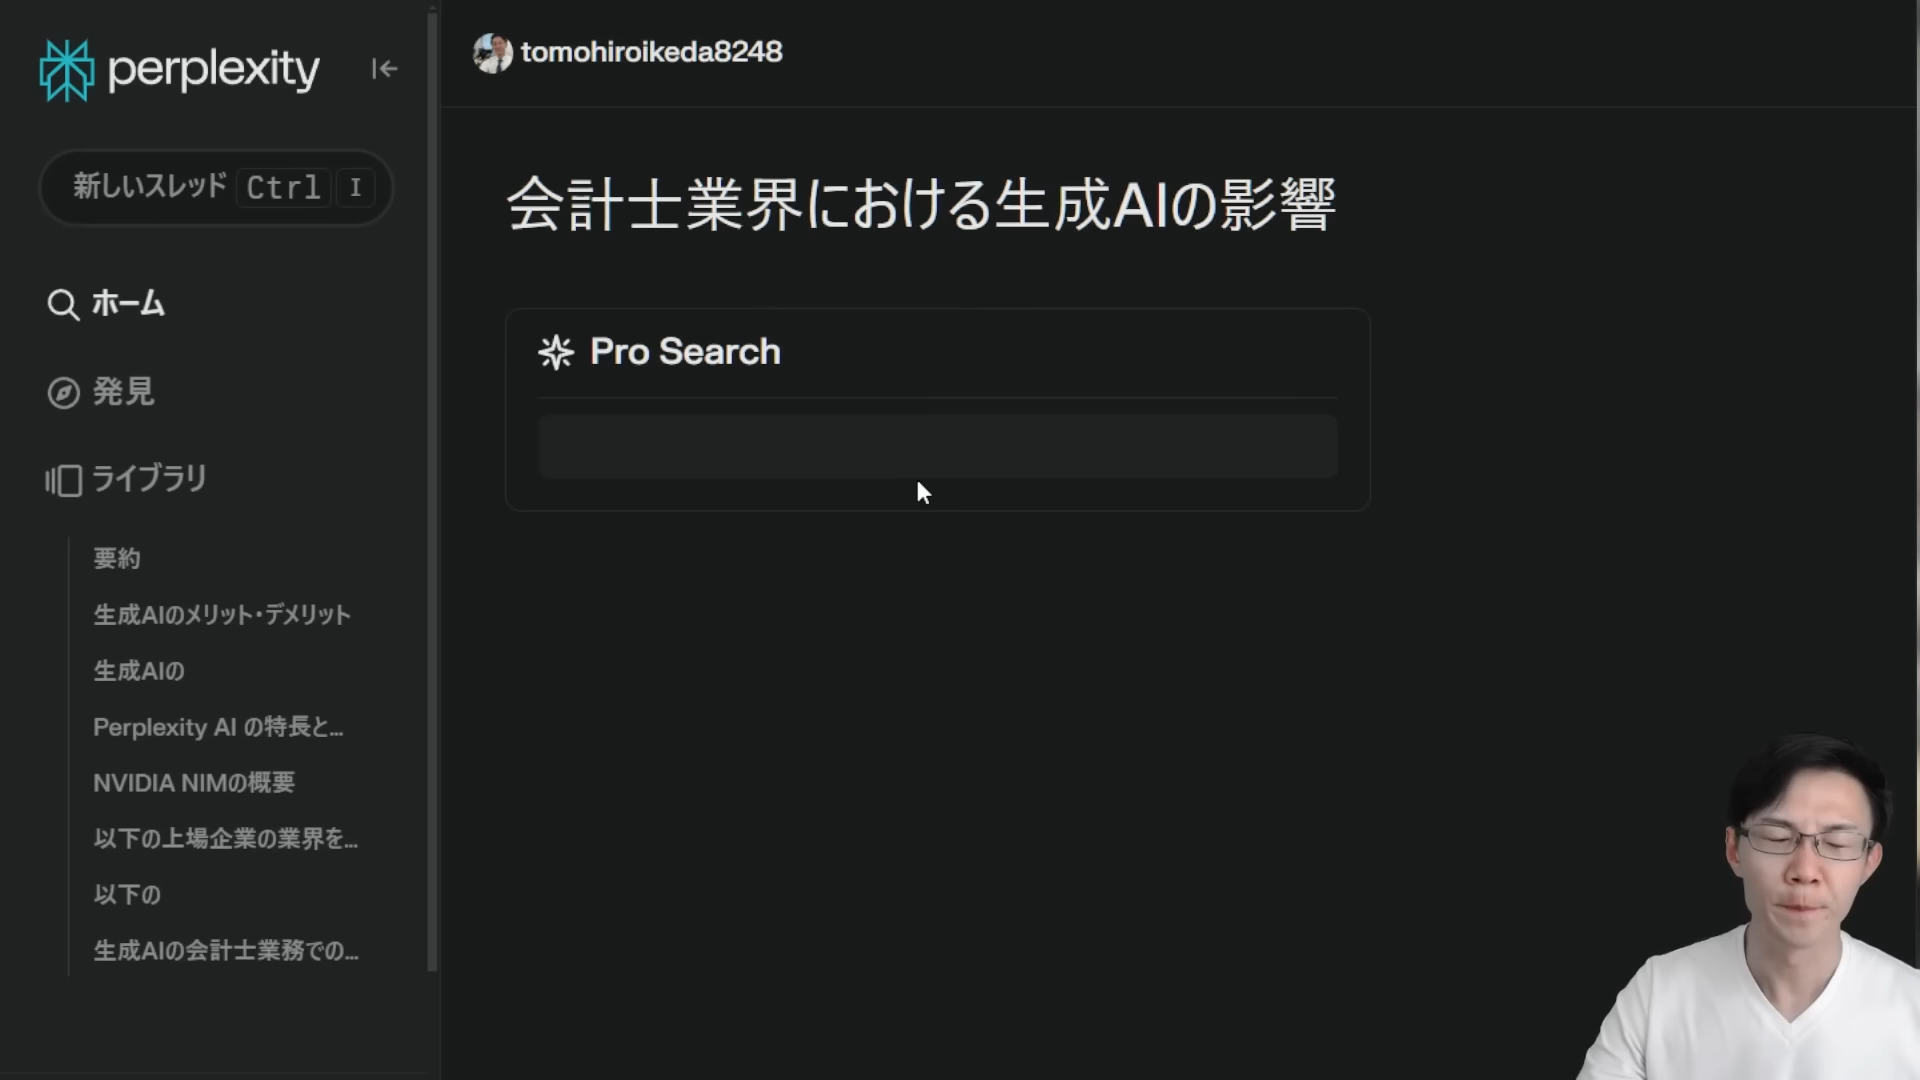 perplexity
新しいスレッド Ctrl I
ホーム
発見
ライブラリ
要約
生成AIのメリット・デメリット
生成AIの
Perplexity AI の特長と...
NVIDIA NIMの概要
以下の上場企業の業界を...
以下の
生成AIの会計士業務での...
tomohiroikeda8248
会計士業界における生成AIの影響
Pro Search